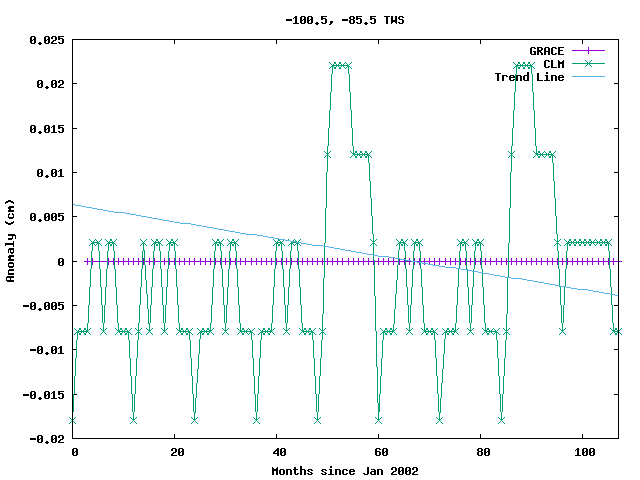 -100.5, -85.5 TWS
0.025
0.02
0.015
0.01
0.005
0
-0.005
-0.01
-0.015
-0.02
Anomaly (cm)
GRACE
CLM
Trend Line
0 20 40 60 80 100
Months since Jan 2002